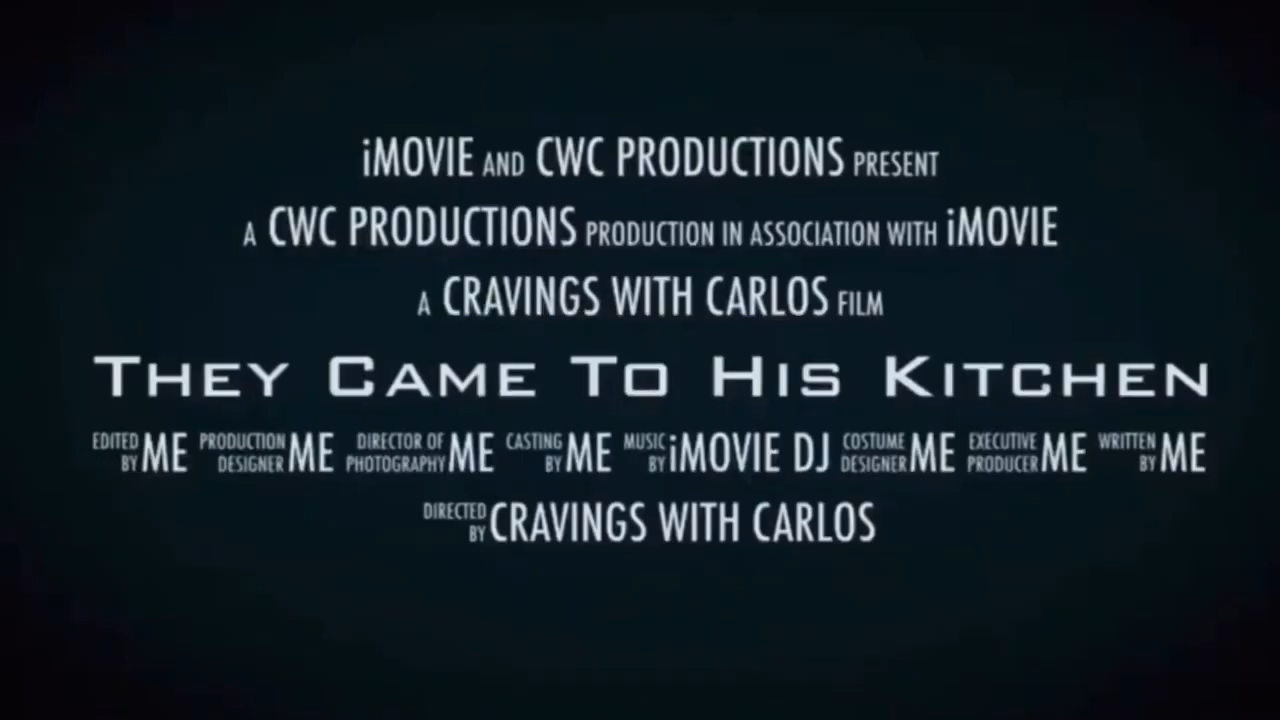 iMOVIE AND CWC PRODUCTIONS PRESENT
A CWC PRODUCTIONS PRODUCTION IN ASSOCIATION WITH iMOVIE
A CRAVINGS WITH CARLOS FILM
THEY CAME TO HIS KITCHEN
EDITED BY ME PRODUCTION DESIGNER ME DIRECTOR OF PHOTOGRAPHY ME CASTING BY ME MUSIC BY iMOVIE DJ COSTUME DESIGNER ME EXECUTIVE PRODUCER ME WRITTEN BY ME
DIRECTED BY CRAVINGS WITH CARLOS